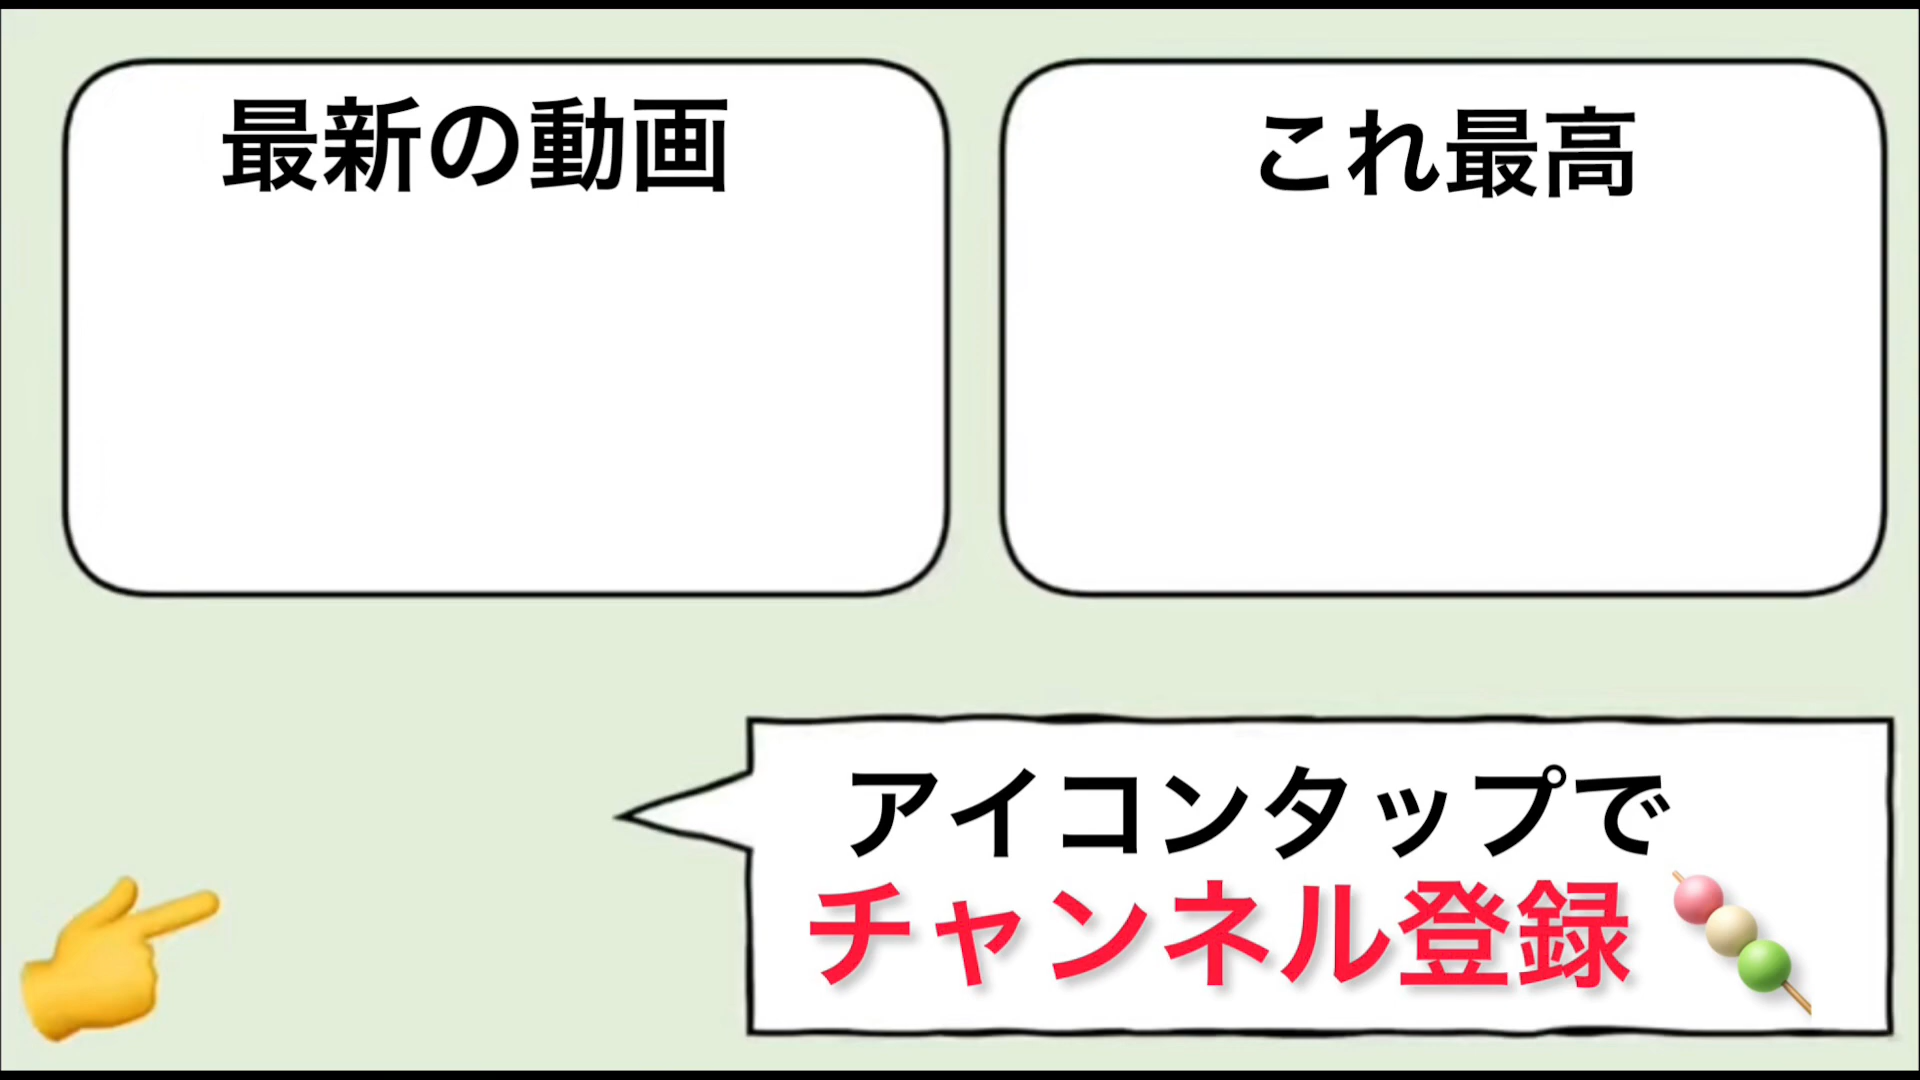 最新の動画
これ最高
アイコンタップで
チャンネル登録